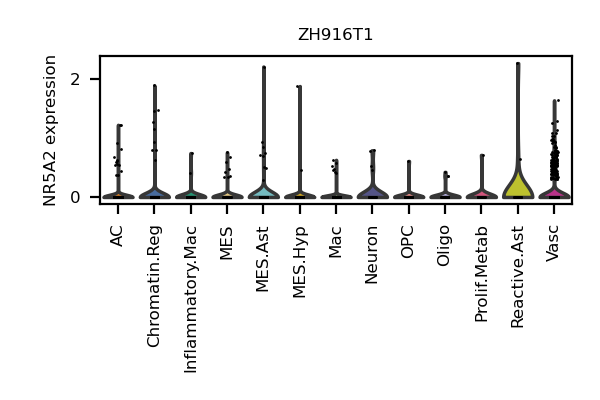 ZH916T1
NR5A2 expression
2
0
AC
Chromatin.Reg
Inflammatory.Mac
MES
MES.Ast
MES.Hyp
Mac
Neuron
OPC
Oligo
Prolif.Metab
Reactive.Ast
Vasc